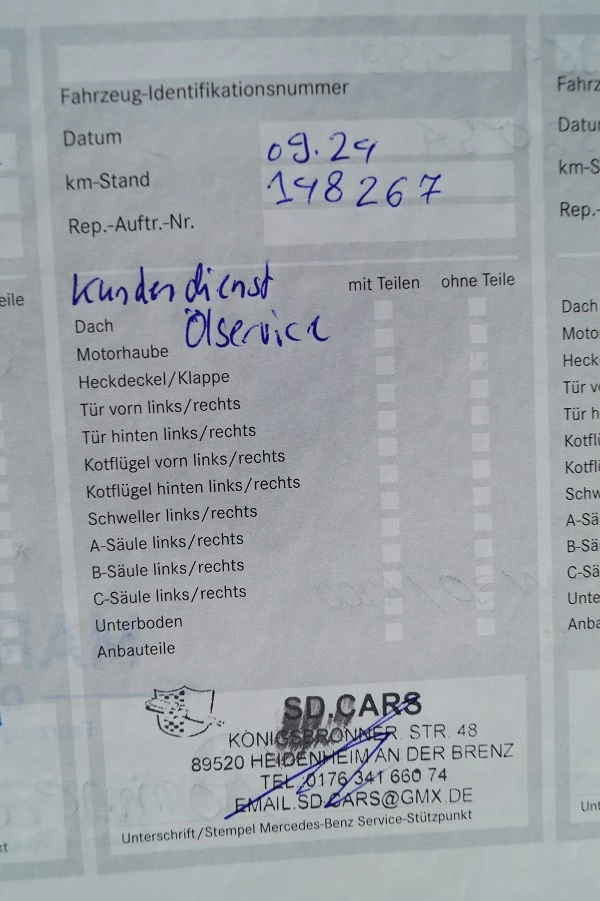 Fahrzeug-Identifikationsnummer
Datum 09.24
km-Stand 148267
Rep.-Auftr.-Nr.
Kundendienst
mit Teilen ohne Teile
Ölservice
Dach
Motorhaube
Heckdeckel/Klappe
Tür vorn links/rechts
Tür hinten links/rechts
Kotflügel vorn links/rechts
Kotflügel hinten links/rechts
Schweller links/rechts
A-Säule links/rechts
B-Säule links/rechts
C-Säule links/rechts
Unterboden
Anbauteile
SD.CARS
KÖNIGSBRONNER. STR. 48
89520 HEIDENHEIM AN DER BRENZ
TEL.0176 341 660 74
EMAIL.SD.CARS@GMX.DE
Unterschrift/Stempel Mercedes-Benz Service-Stützpunkt